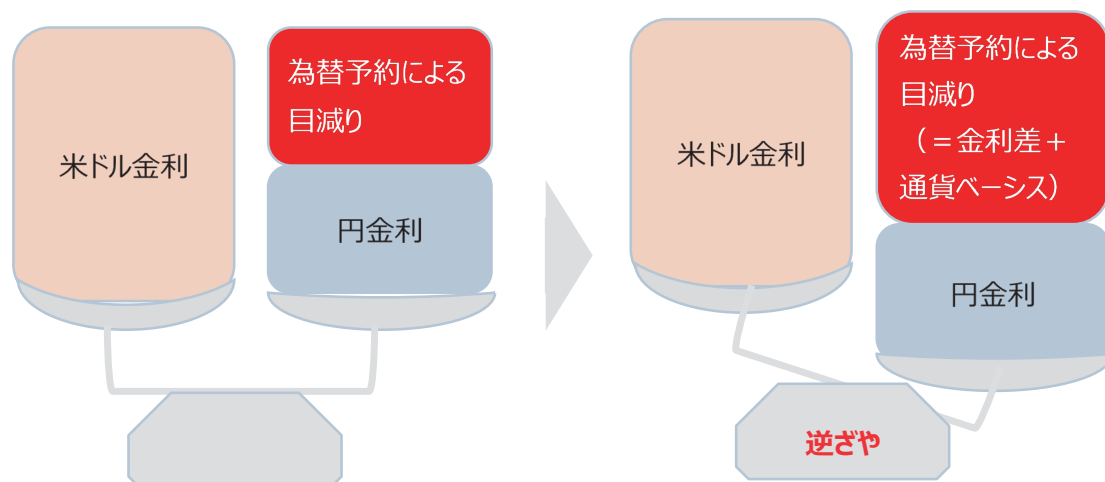 米ドル金利
為替予約による
目減り
円金利
米ドル金利
為替予約による
目減り
（＝金利差＋
通貨ベーシス）
円金利
逆ざや